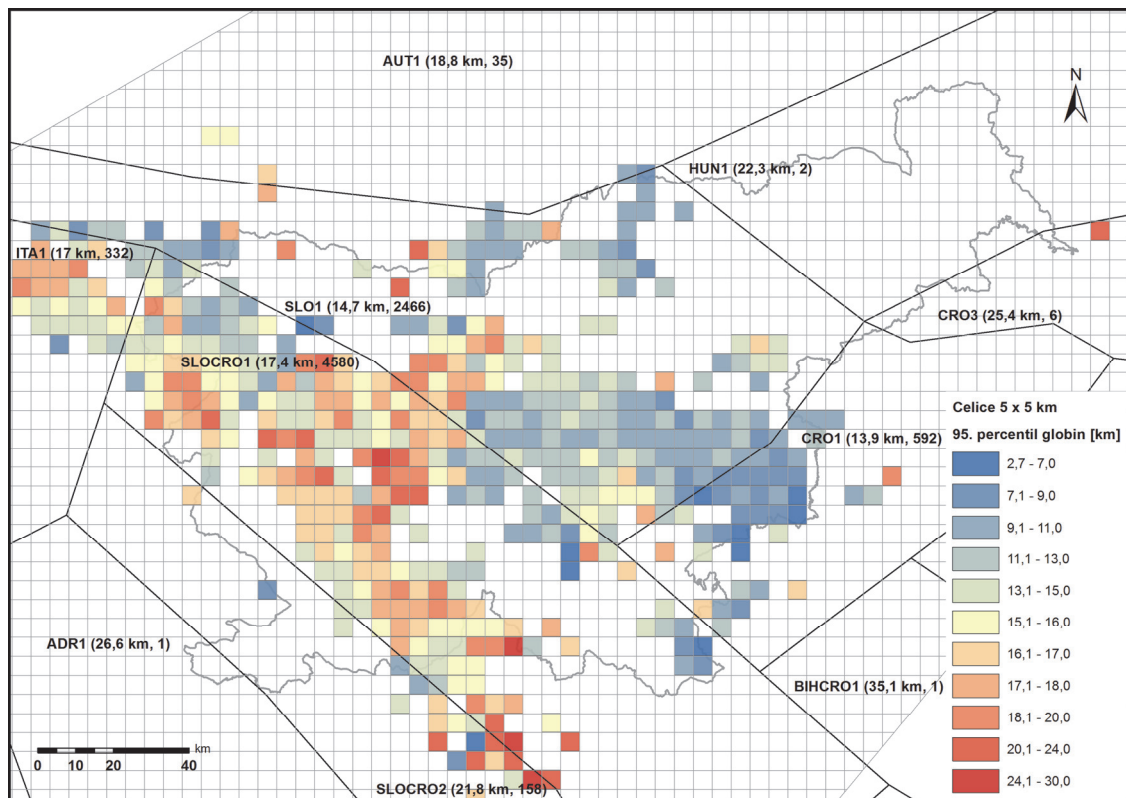 AUT1 (18,8 km, 35)
N
HUN1 (22,3 km, 2)
ITA1 (17 km, 332)
SLO1 (14,7 km, 2466)
CRO3 (25,4 km, 6)
SLOCRO1 (17,4 km, 4580)
Celice 5 x 5 km
95. percentil globin [km]
CRO1 (13,9 km, 592)
2,7 - 7,0
7,1 - 9,0
9,1 - 11,0
11,1 - 13,0
13,1 - 15,0
15,1 - 16,0
16,1 - 17,0
17,1 - 18,0
18,1 - 20,0
20,1 - 24,0
24,1 - 30,0
ADR1 (26,6 km, 1)
BIHCRO1 (35,1 km, 1)
km
0 5 10 20 30 40
SLOCRO2 (21,8 km, 158)